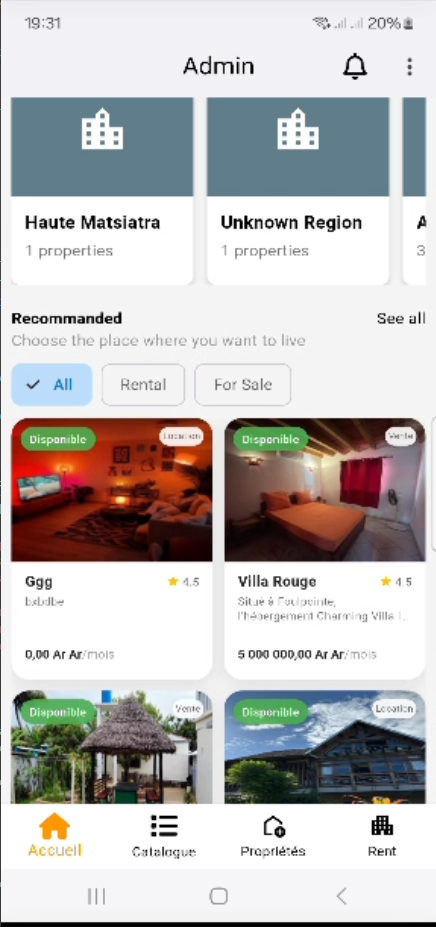 19:31
20%
Admin
Haute Matsiatra
1 properties
Unknown Region
1 properties
A
3
Recommanded
See all
Choose the place where you want to live
All
Rental
For Sale
Disponible
Location
Disponible
Vente
Ggg
4.5
bxbdbe
0,00 Ar Ar/mois
Villa Rouge
4.5
Situé à Foulpointe,
l'hébergement Charming Villa l...
5 000 000,00 Ar Ar/mois
Disponible
Vente
Disponible
Location
Accueil
Catalogue
Propriétés
Rent